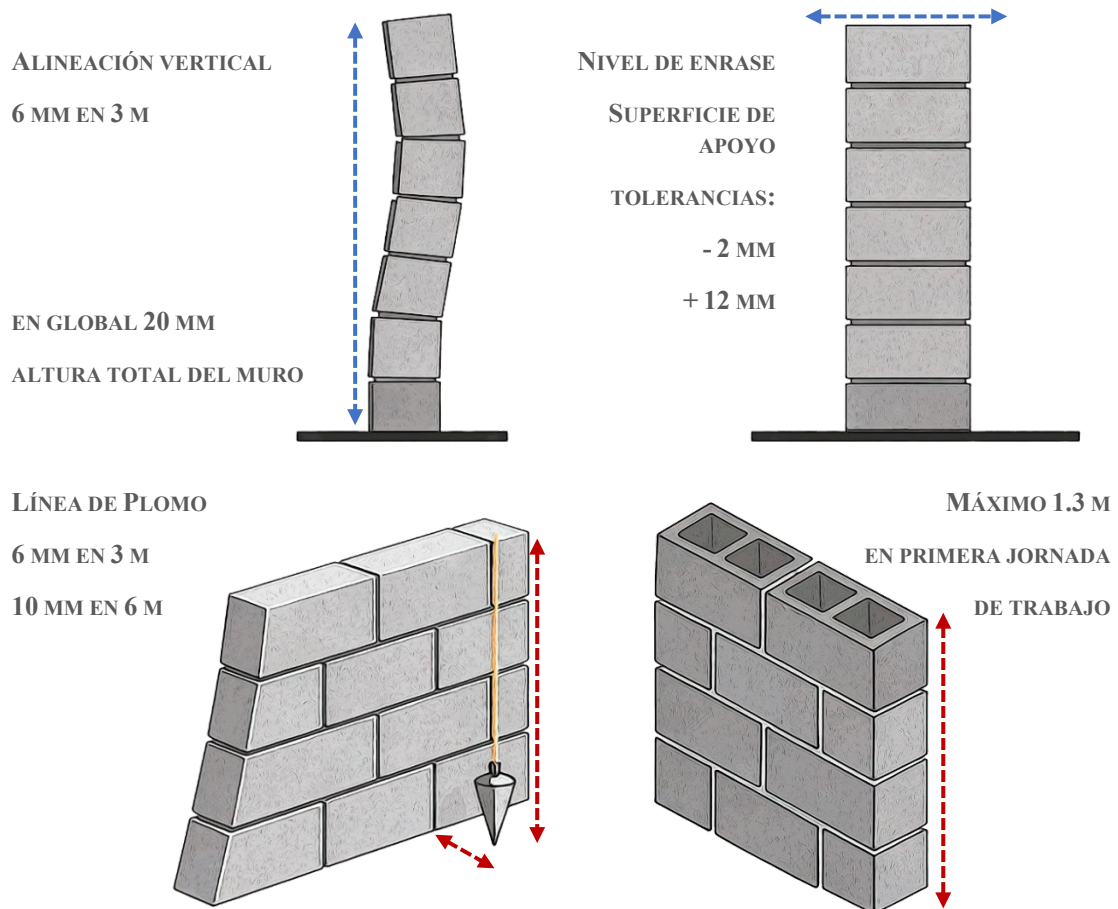 ALINEACIÓN VERTICAL
6 MM EN 3 M
EN GLOBAL 20 MM
ALTURA TOTAL DEL MURO
NIVEL DE ENRASE
SUPERFICIE DE
APOYO
TOLERANCIAS:
- 2 MM
+ 12 MM
LÍNEA DE PLOMO
6 MM EN 3 M
10 MM EN 6 M
MÁXIMO 1.3 M
EN PRIMERA JORNADA
DE TRABAJO